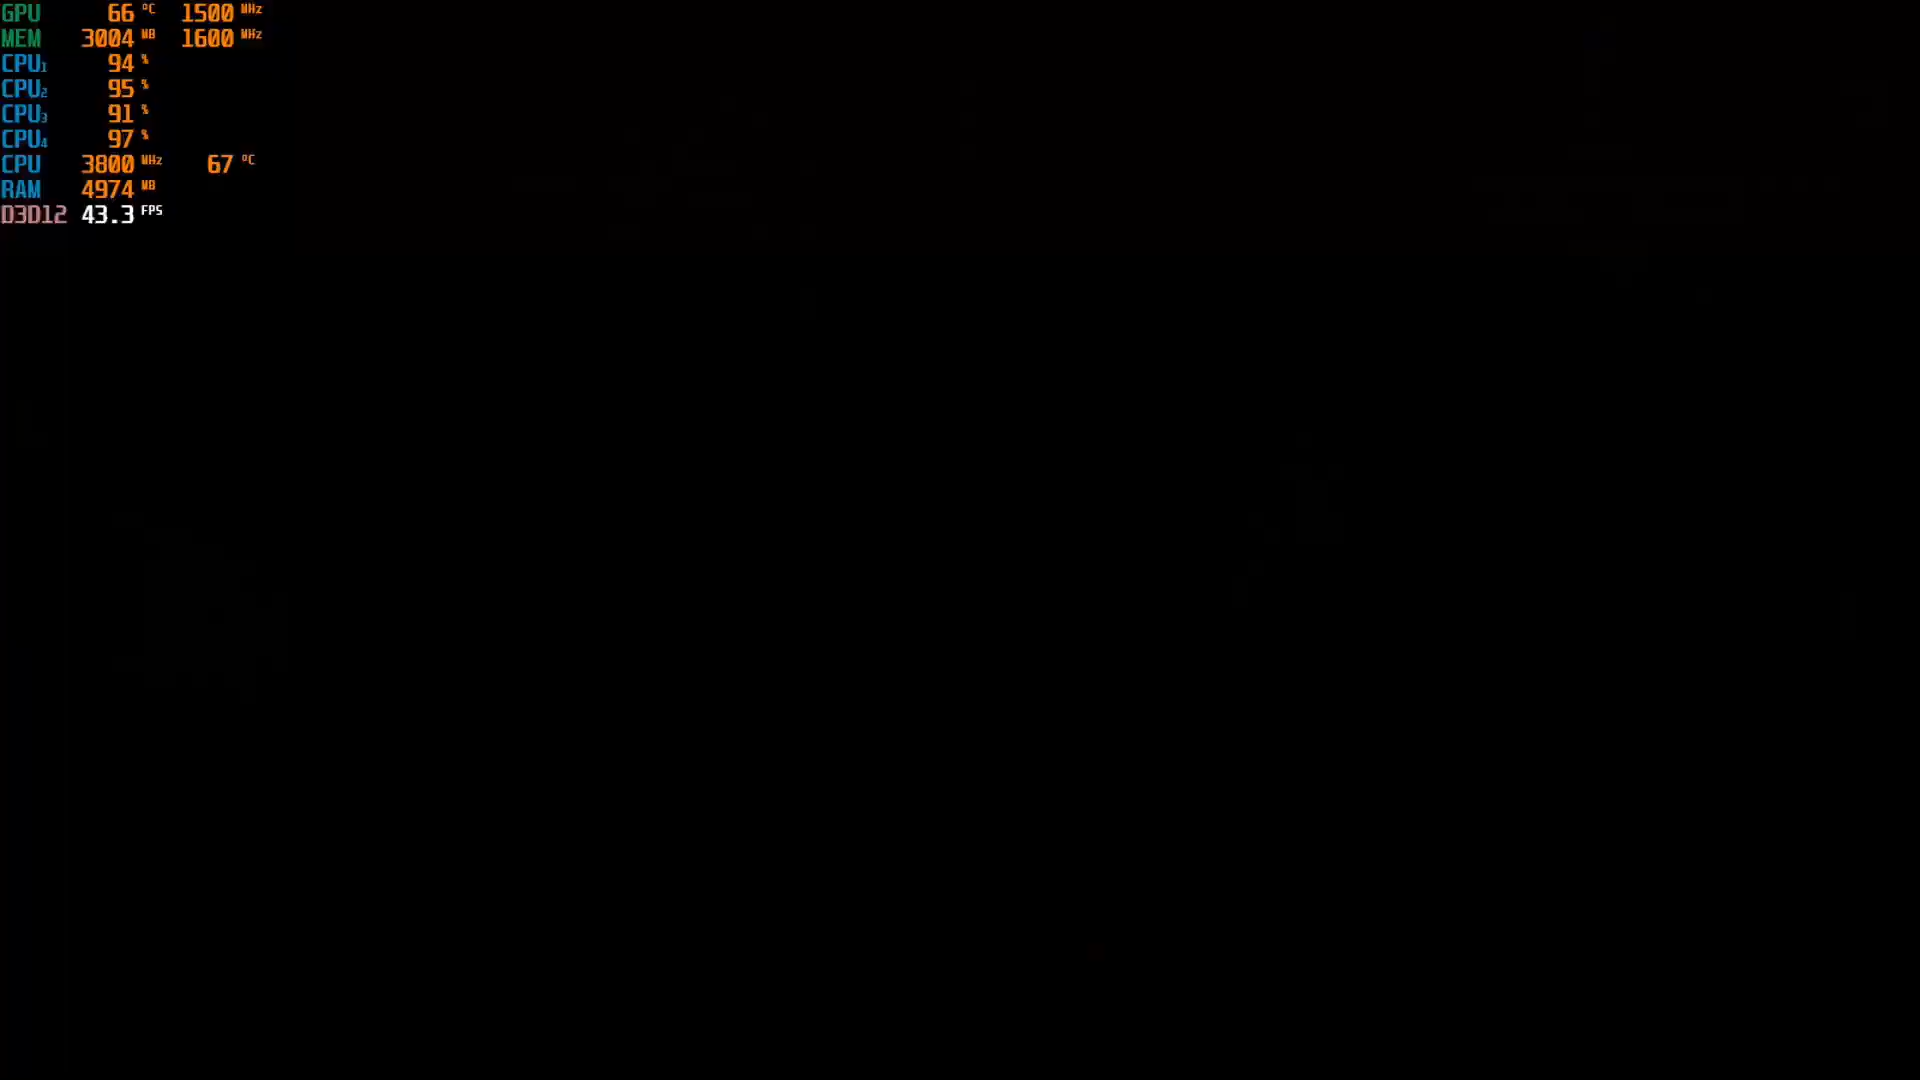 GPU 66 °C 1500 MHz
MEM 3004 MB 1600 MHz
CPU1 94 %
CPU2 95 %
CPU3 91 %
CPU4 97 %
CPU 3800 MHz 67 °C
RAM 4974 MB
D3D12 43.3 FPS